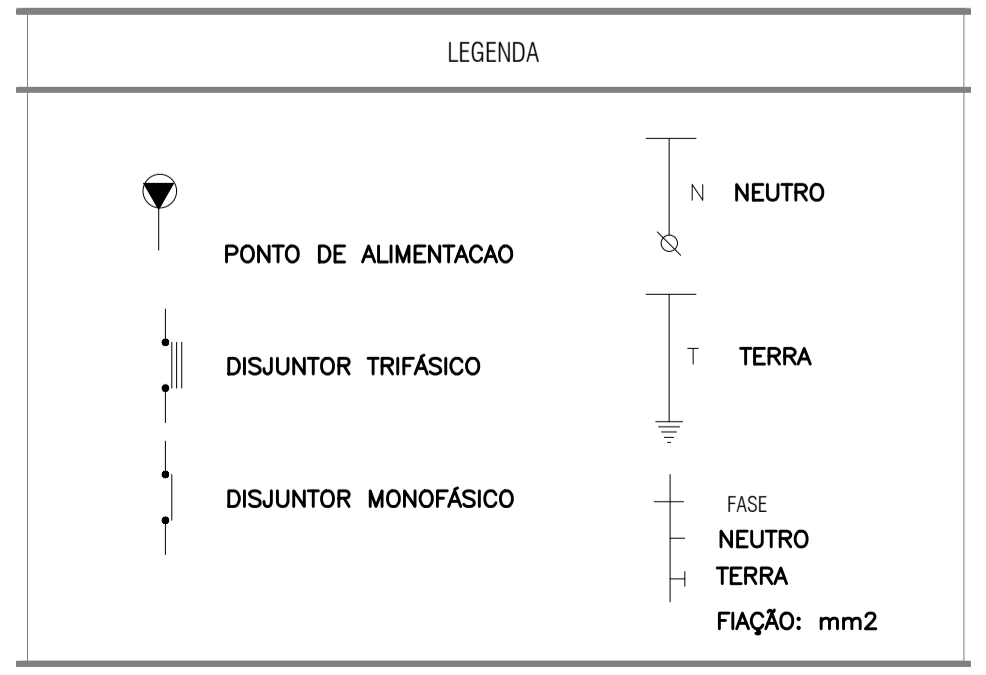 LEGENDA
PONTO DE ALIMENTACAO
DISJUNTOR TRIFÁSICO
DISJUNTOR MONOFÁSICO
N NEUTRO
T TERRA
FASE
NEUTRO
TERRA
FIAÇÃO: mm2